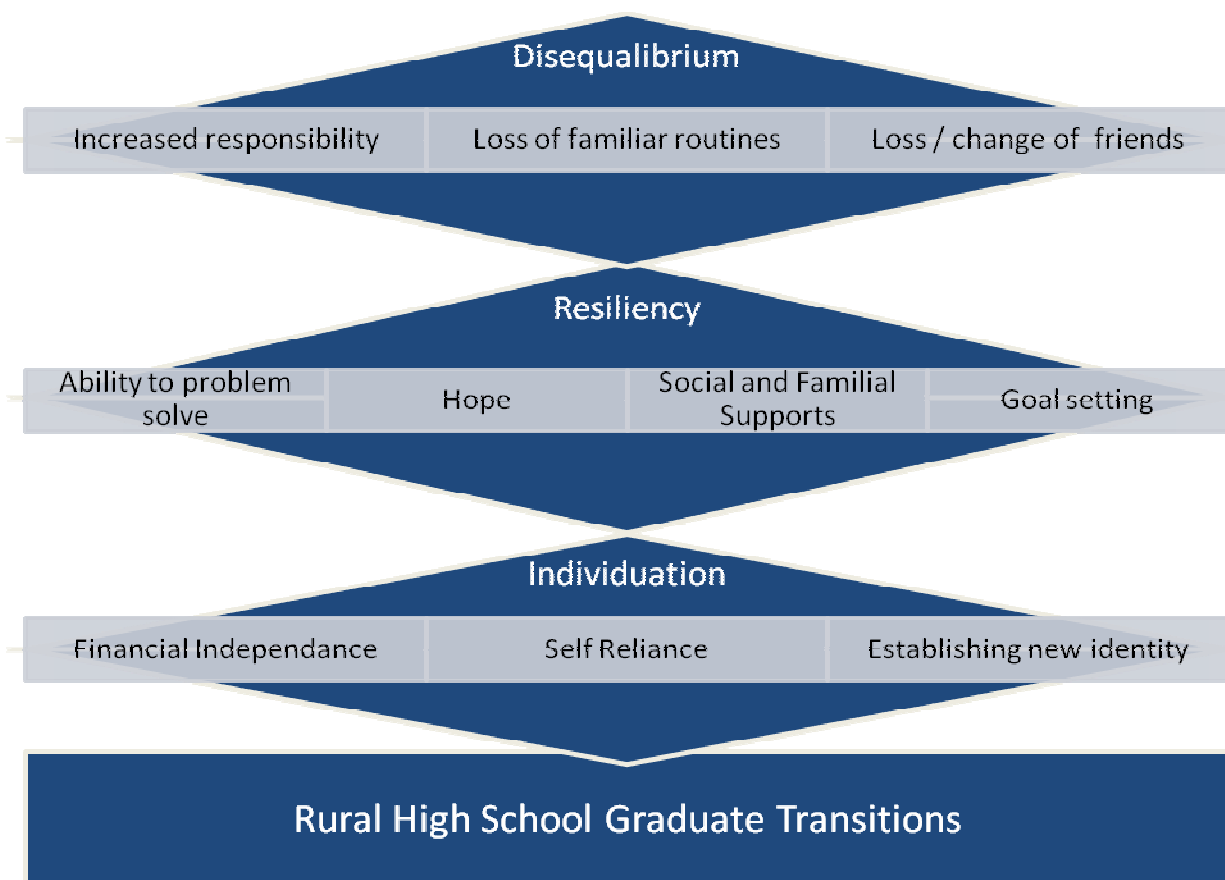 Disequalibrium
Increased responsibility
Loss of familiar routines
Loss / change of friends
Resiliency
Ability to problem
solve
Hope
Social and Familial
Supports
Goal setting
Individuation
Financial Independance
Self Reliance
Establishing new identity
Rural High School Graduate Transitions